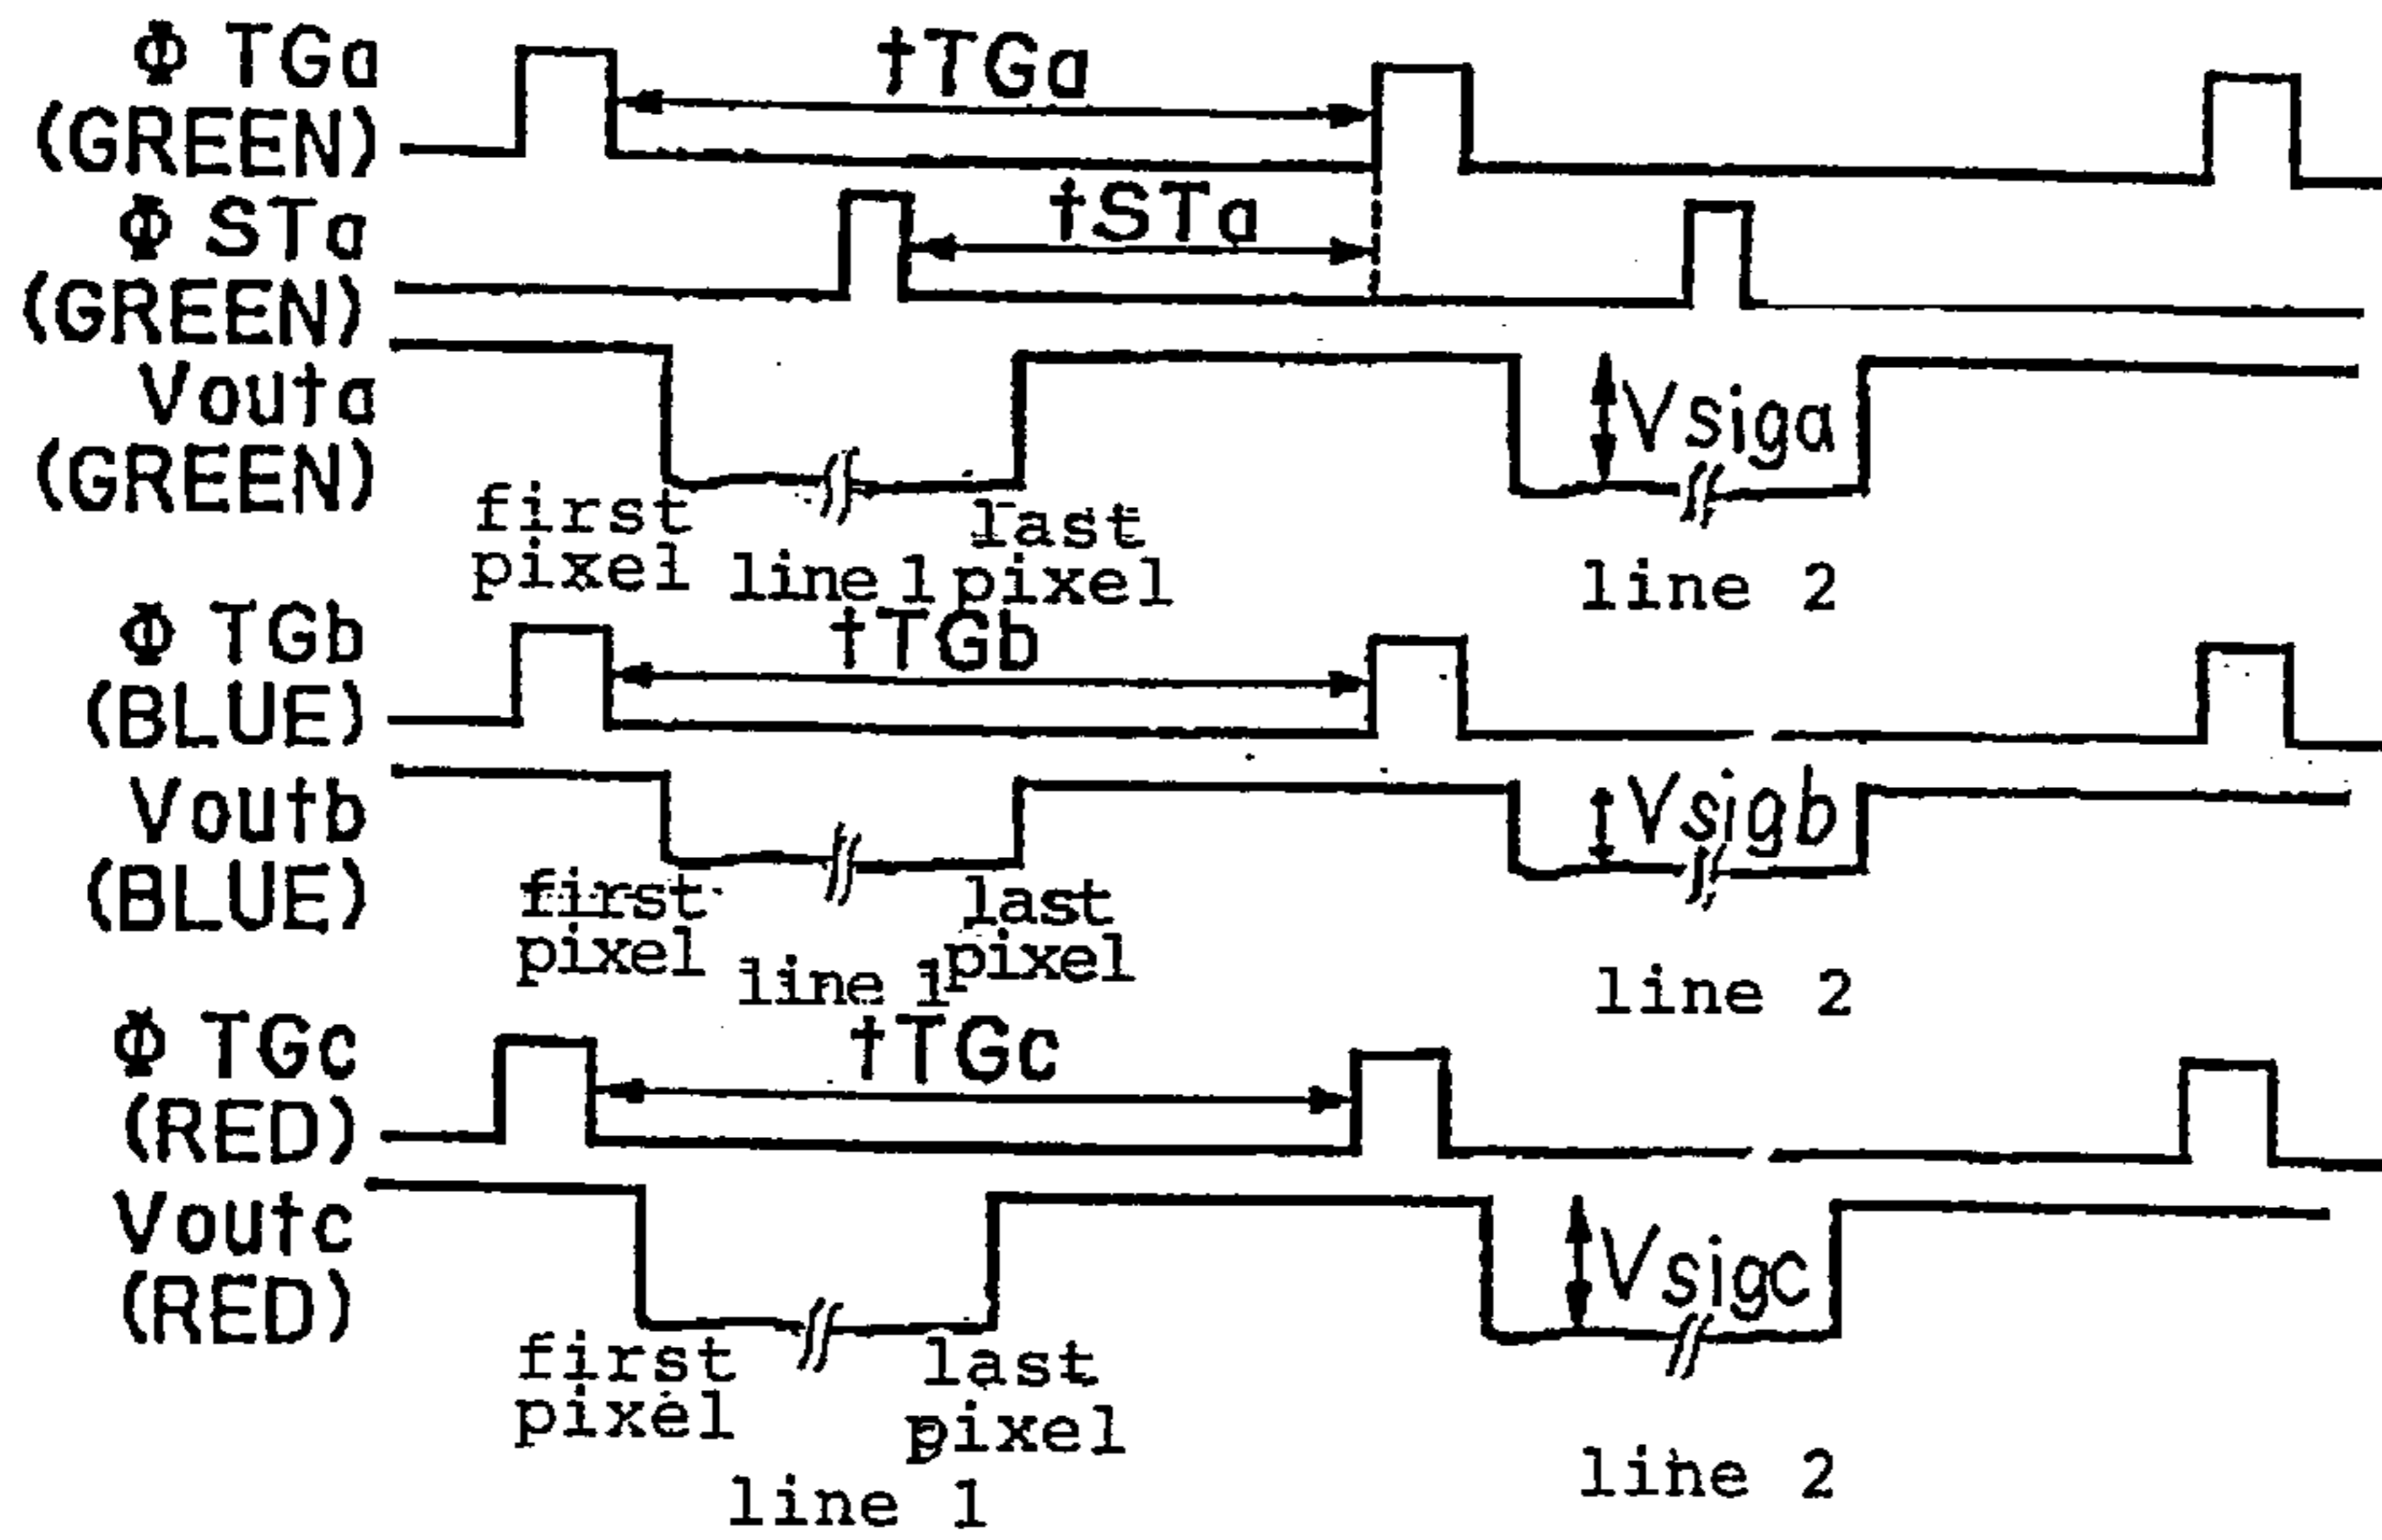 Φ TGa
(GREEN)
tTGa
Φ STa
(GREEN)
tSTa
Vouta
(GREEN)
Vsiga
first
pixel
line 1
last
pixel
line 2
Φ TGb
(BLUE)
tTGb
Voutb
(BLUE)
Vsigb
first
pixel
line 1
last
pixel
line 2
Φ TGc
(RED)
tTGc
Voutc
(RED)
Vsigc
first
pixel
last
pixel
line 1
line 2